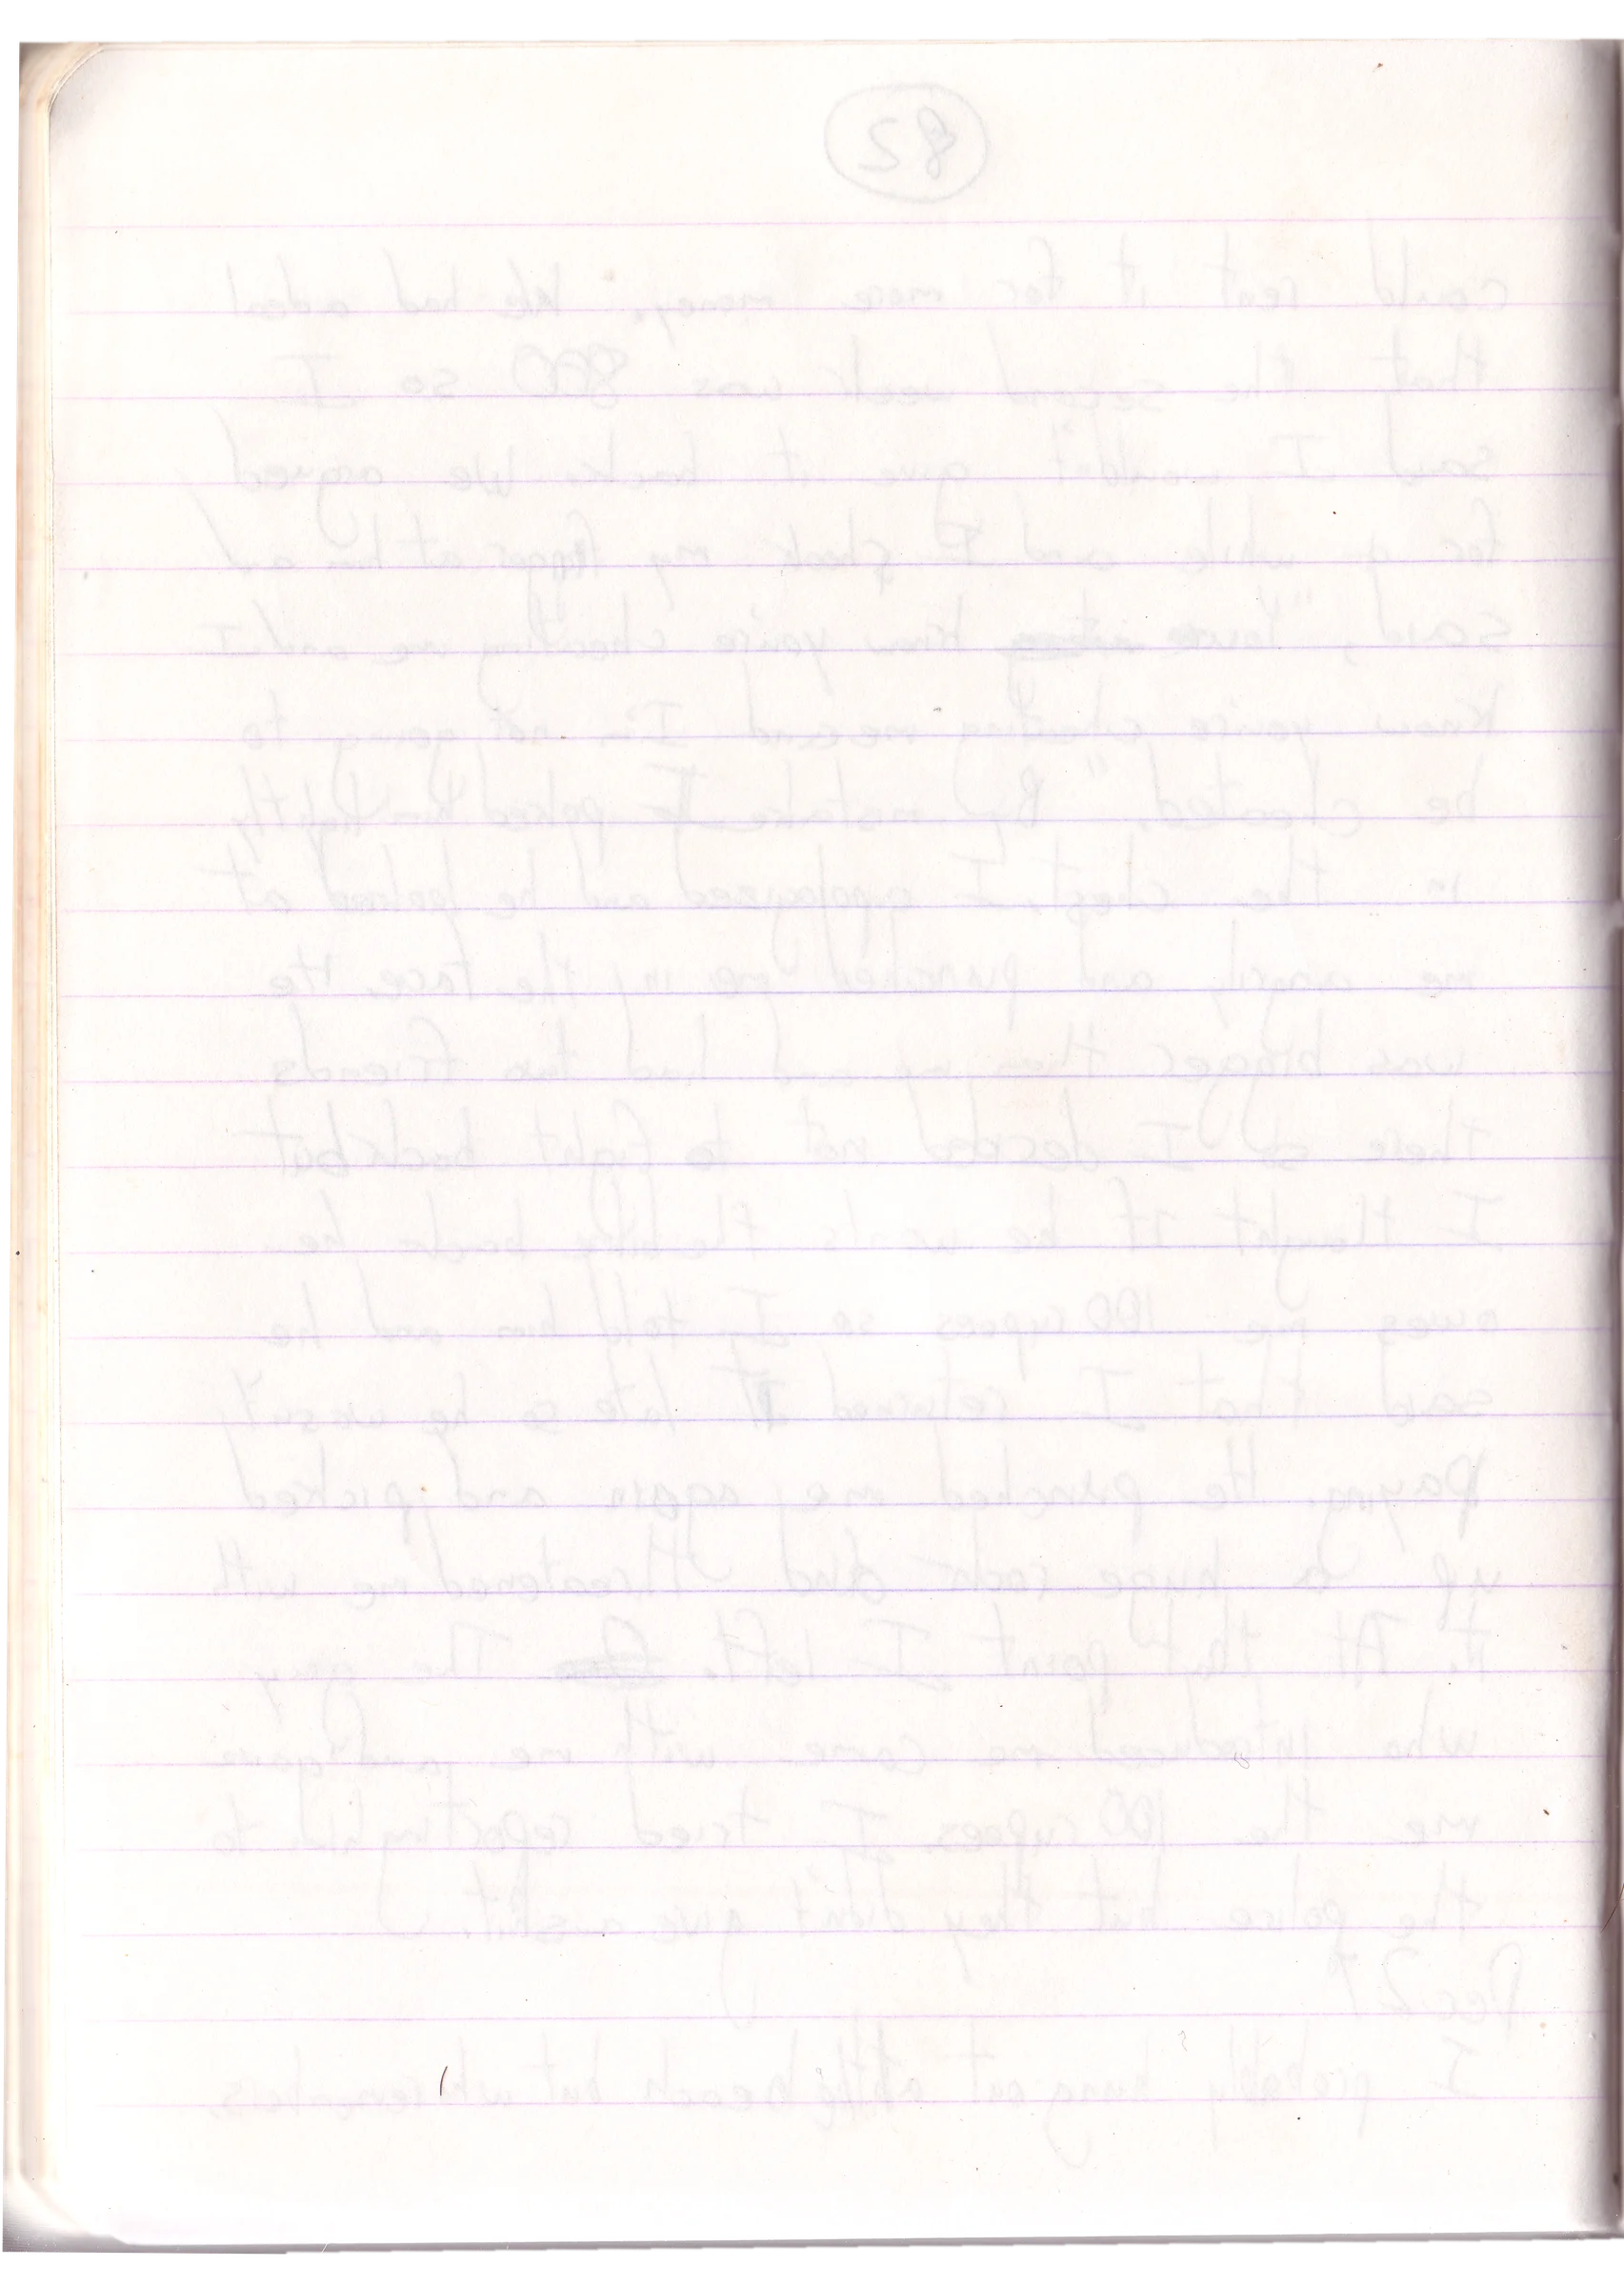 82
could rent it for more money. We had a deal
that the second week was 800 so I
said I wouldn't give it back. We argued
for a while and I shook my finger at him and
said, "You know you're cheating me and I
know you're cheating me and I'm not going to
be cheated." By mistake I poked him lightly
in the chest. I apologized and he looked at
me angrily and punched me in the face. He
was bigger than me and had two friends
there so I decided not to fight back but
I thought if he wants the bike back he
owes me 100 rupees so I told him and he
said that I returned it late so he wasn't
paying. He punched me again and picked
up a huge rock and threatened me with
it. At that point I left. The guy
who introduced me came with me and gave
me the 100 rupees. I tried reporting him to
the police but they didn't give a shit.
Dec 27
I probably hung out at the beach but who remembers.